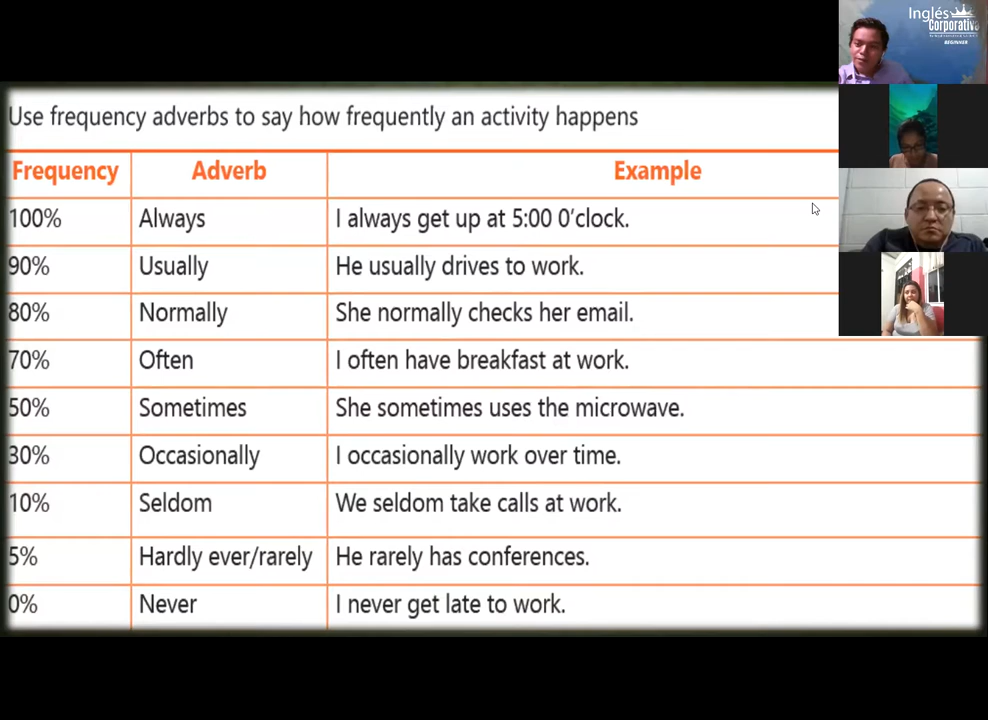 Inglés
Corporativo
BEGINNER
Use frequency adverbs to say how frequently an activity happens
Frequency Adverb Example
100% Always I always get up at 5:00 0'clock.
90% Usually He usually drives to work.
80% Normally She normally checks her email.
70% Often I often have breakfast at work.
50% Sometimes She sometimes uses the microwave.
30% Occasionally I occasionally work over time.
10% Seldom We seldom take calls at work.
5% Hardly ever/rarely He rarely has conferences.
0% Never I never get late to work.